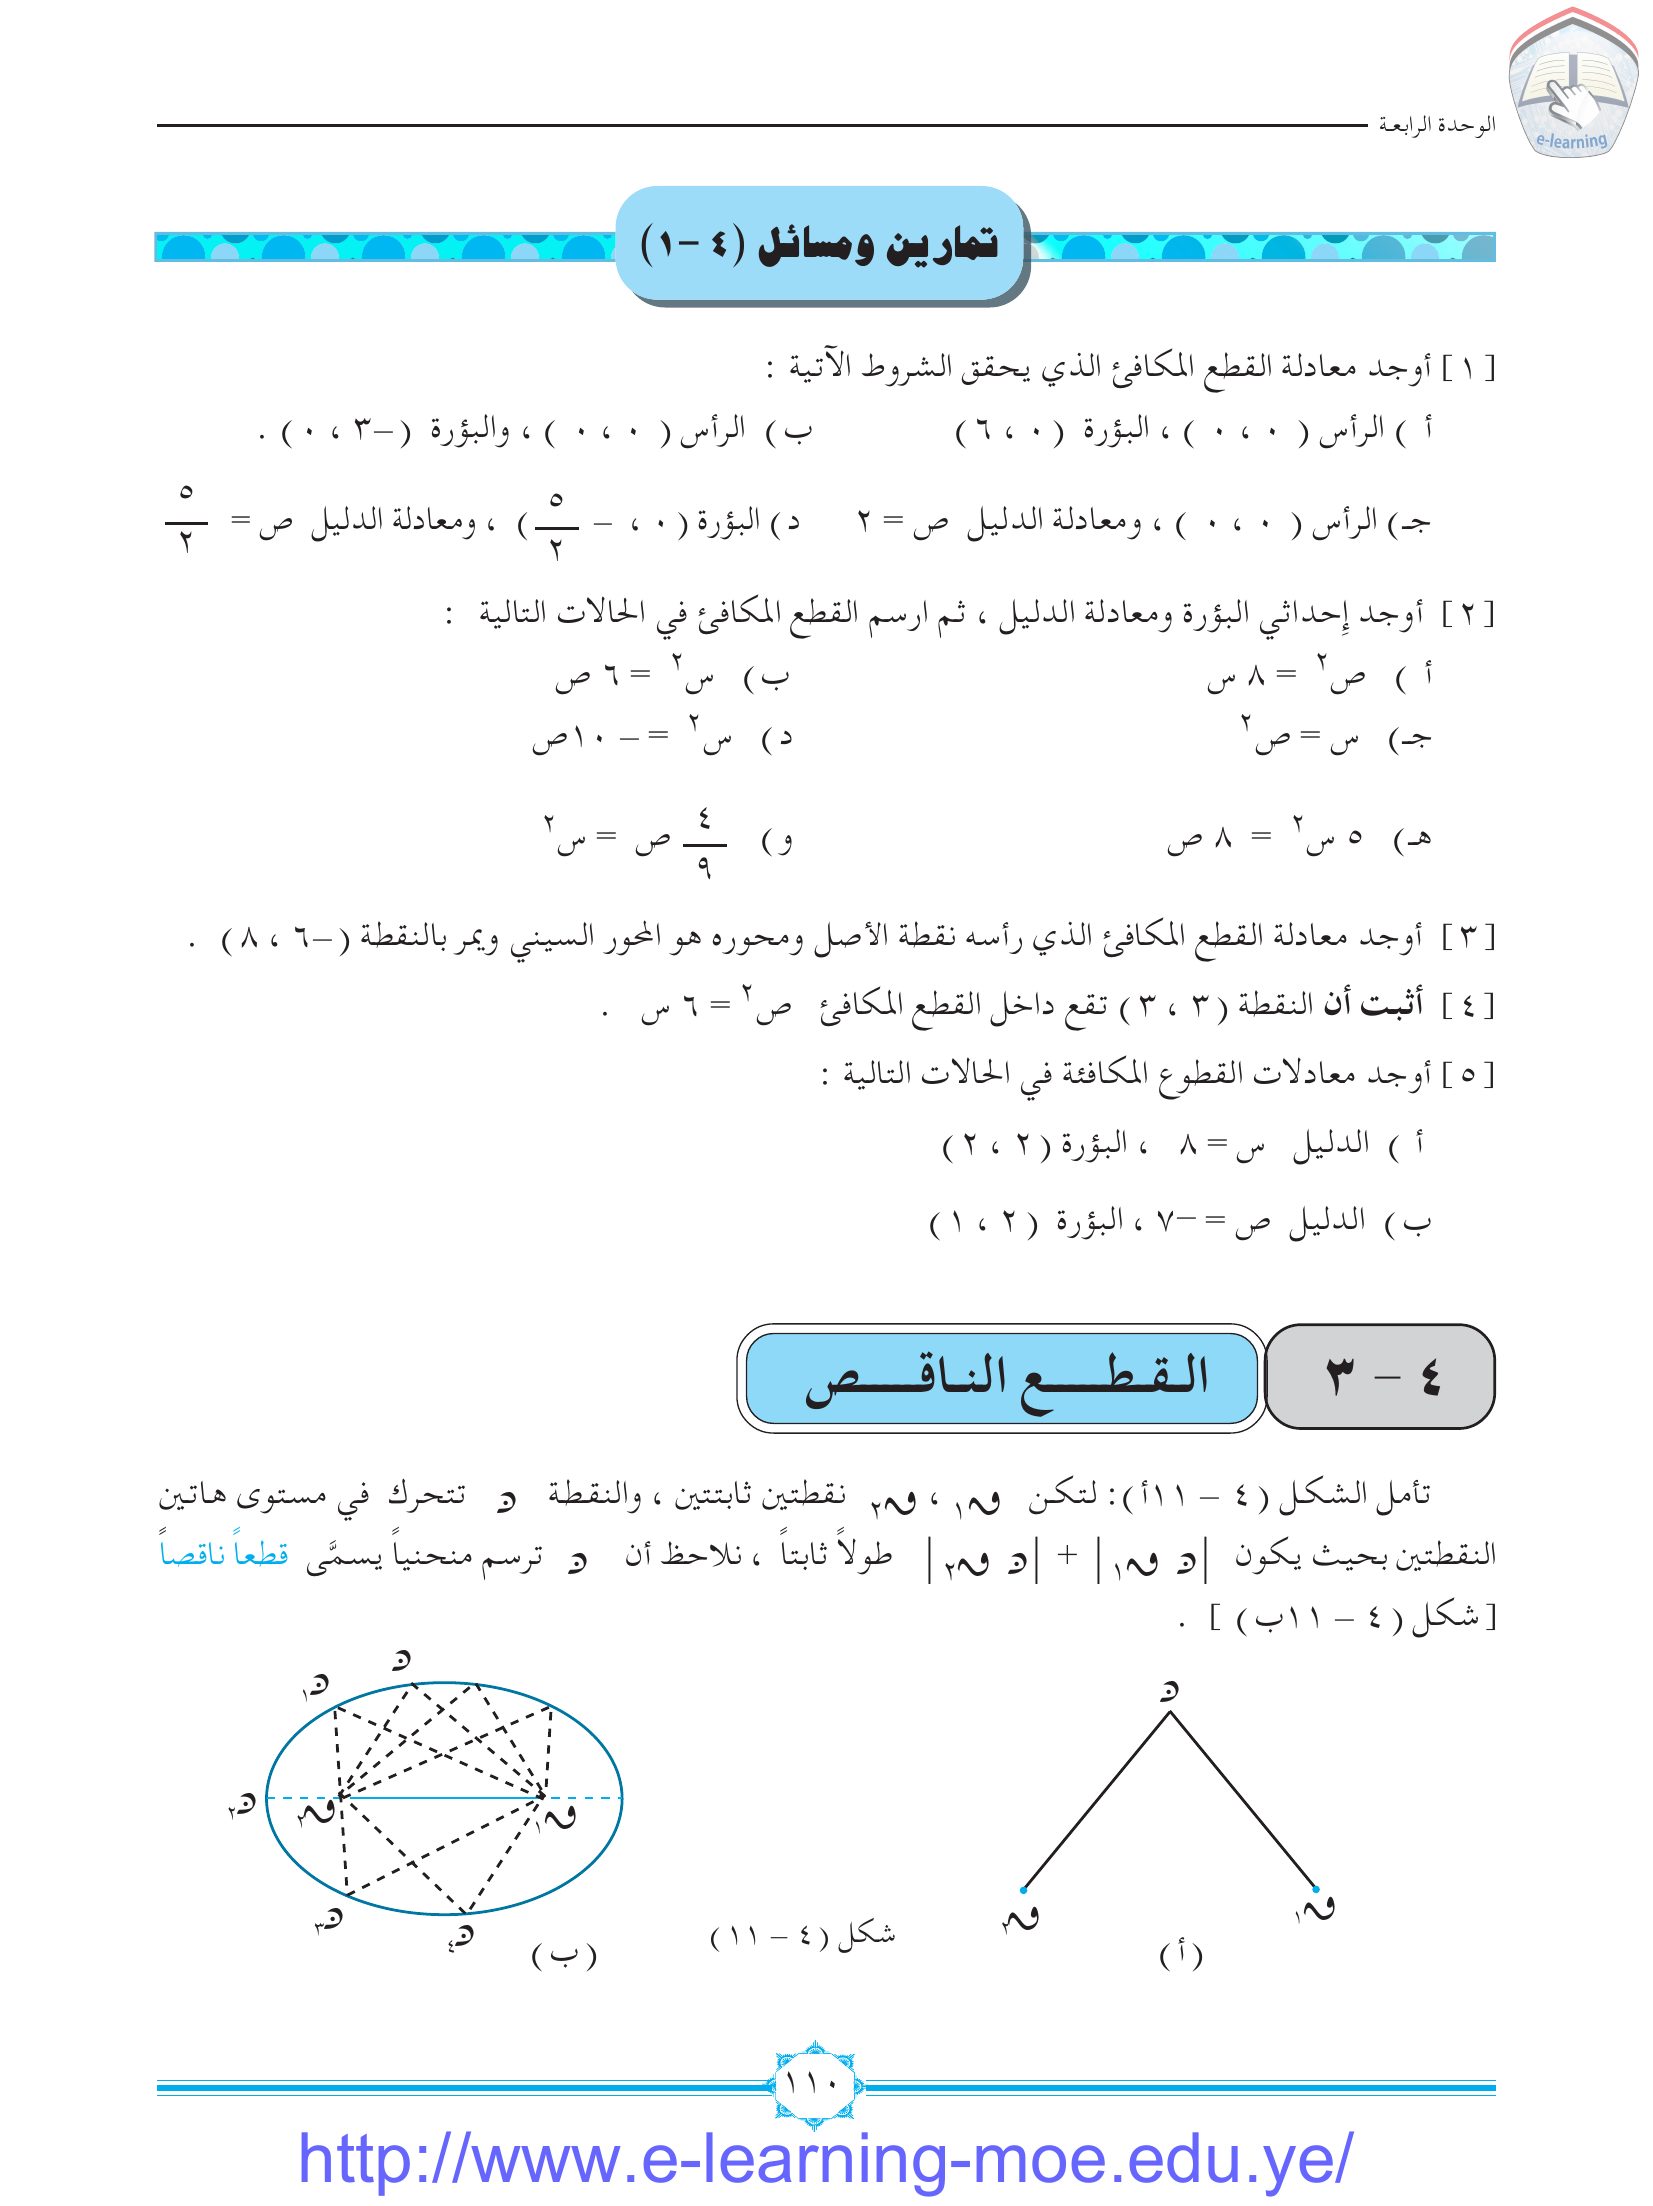 e-learning
الوحدة الرابعة
تمارين ومسائل (٤ –١)
[ ١ ] أوجد معادلة القطع المكافئ الذي يحقق الشروط الآتية :
أ ) الرأس ( ٠ ، ٠ ) ، البؤرة (٠ ، ٦) ب) الرأس ( ٠ ، ٠ ) ، والبؤرة (–٣ ، ٠) .
جـ) الرأس ( ٠ ، ٠ ) ، ومعادلة الدليل ص = ٢ د) البؤرة (٠ ، – ٥/٢) ، ومعادلة الدليل ص = ٥/٢
[٢ ] أوجد إحداثي البؤرة ومعادلة الدليل ، ثم ارسم القطع المكافئ في الحالات التالية :
أ ) ص٢ = ٨ س ب) س٢ = ٦ ص
جـ) س = ص٢ د) س٢ = – ١٠ص
هـ) ٥ س٢ = ٨ ص و) ٤/٩ ص = س٢
[٣ ] أوجد معادلة القطع المكافئ الذي رأسه نقطة الأصل ومحوره هو المحور السيني ويمر بالنقطة (–٦ ، ٨) .
[٤ ] أثبت أن النقطة (٣ ، ٣) تقع داخل القطع المكافئ ص٢ = ٦ س .
[٥ ] أوجد معادلات القطوع المكافئة في الحالات التالية :
أ ) الدليل س = ٨ ، البؤرة (٢ ، ٢)
ب) الدليل ص = –٧ ، البؤرة (٢ ، ١)
٤ – ٣ القـطـــع الناقـــص
تأمل الشكل (٤ – ١١أ): لتكن ق١ ، ق٢ نقطتين ثابتتين ، والنقطة ن تتحرك في مستوى هاتين
النقطتين بحيث يكون |ن ق١| + |ن ق٢| طولاً ثابتاً ، نلاحظ أن ن ترسم منحنياً يسمَّى قطعاً ناقصاً
[ شكل (٤ – ١١ب) ] .
ن
ق١
ق٢
(أ)
شكل (٤ – ١١)
ن
ن١
ن٢
ق٢
ق١
ن٣
ن٤
(ب)
١١٠
http://www.e-learning-moe.edu.ye/